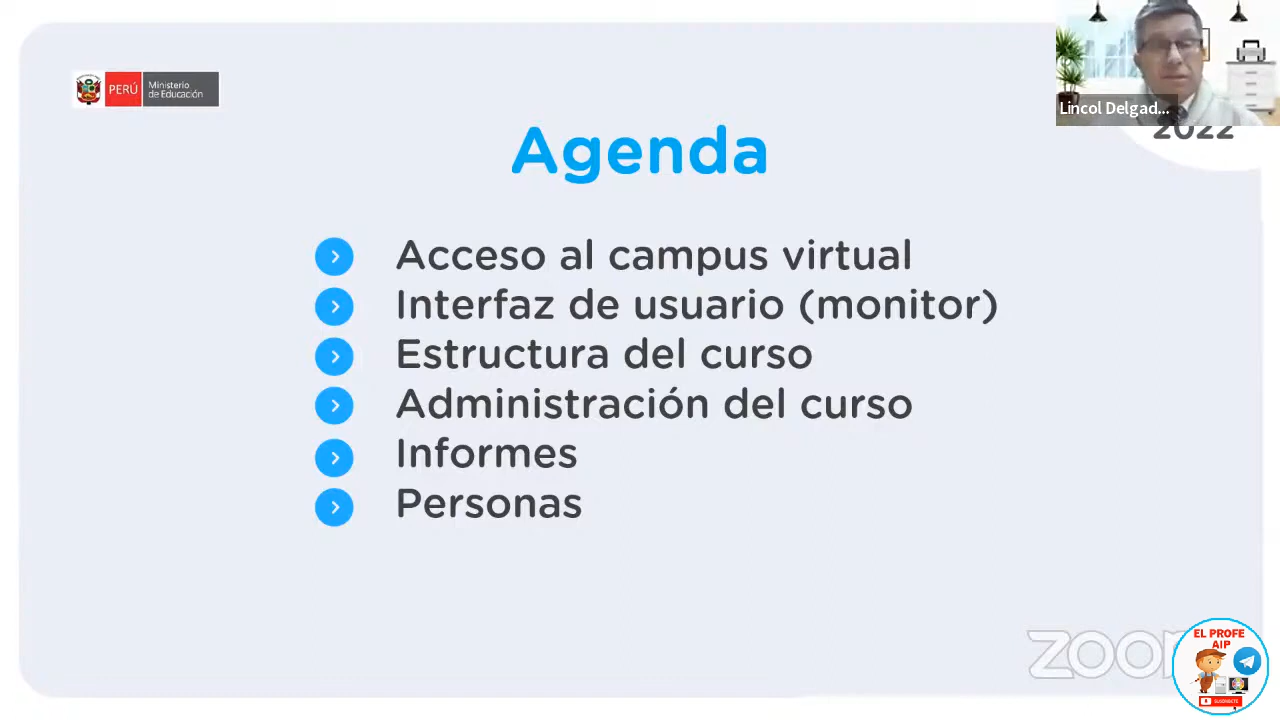 PERÚ
Ministerio
de Educación
Lincol Delgad...
2022
Agenda
Acceso al campus virtual
Interfaz de usuario (monitor)
Estructura del curso
Administración del curso
Informes
Personas
EL PROFE
AIP
SUSCRIBETE